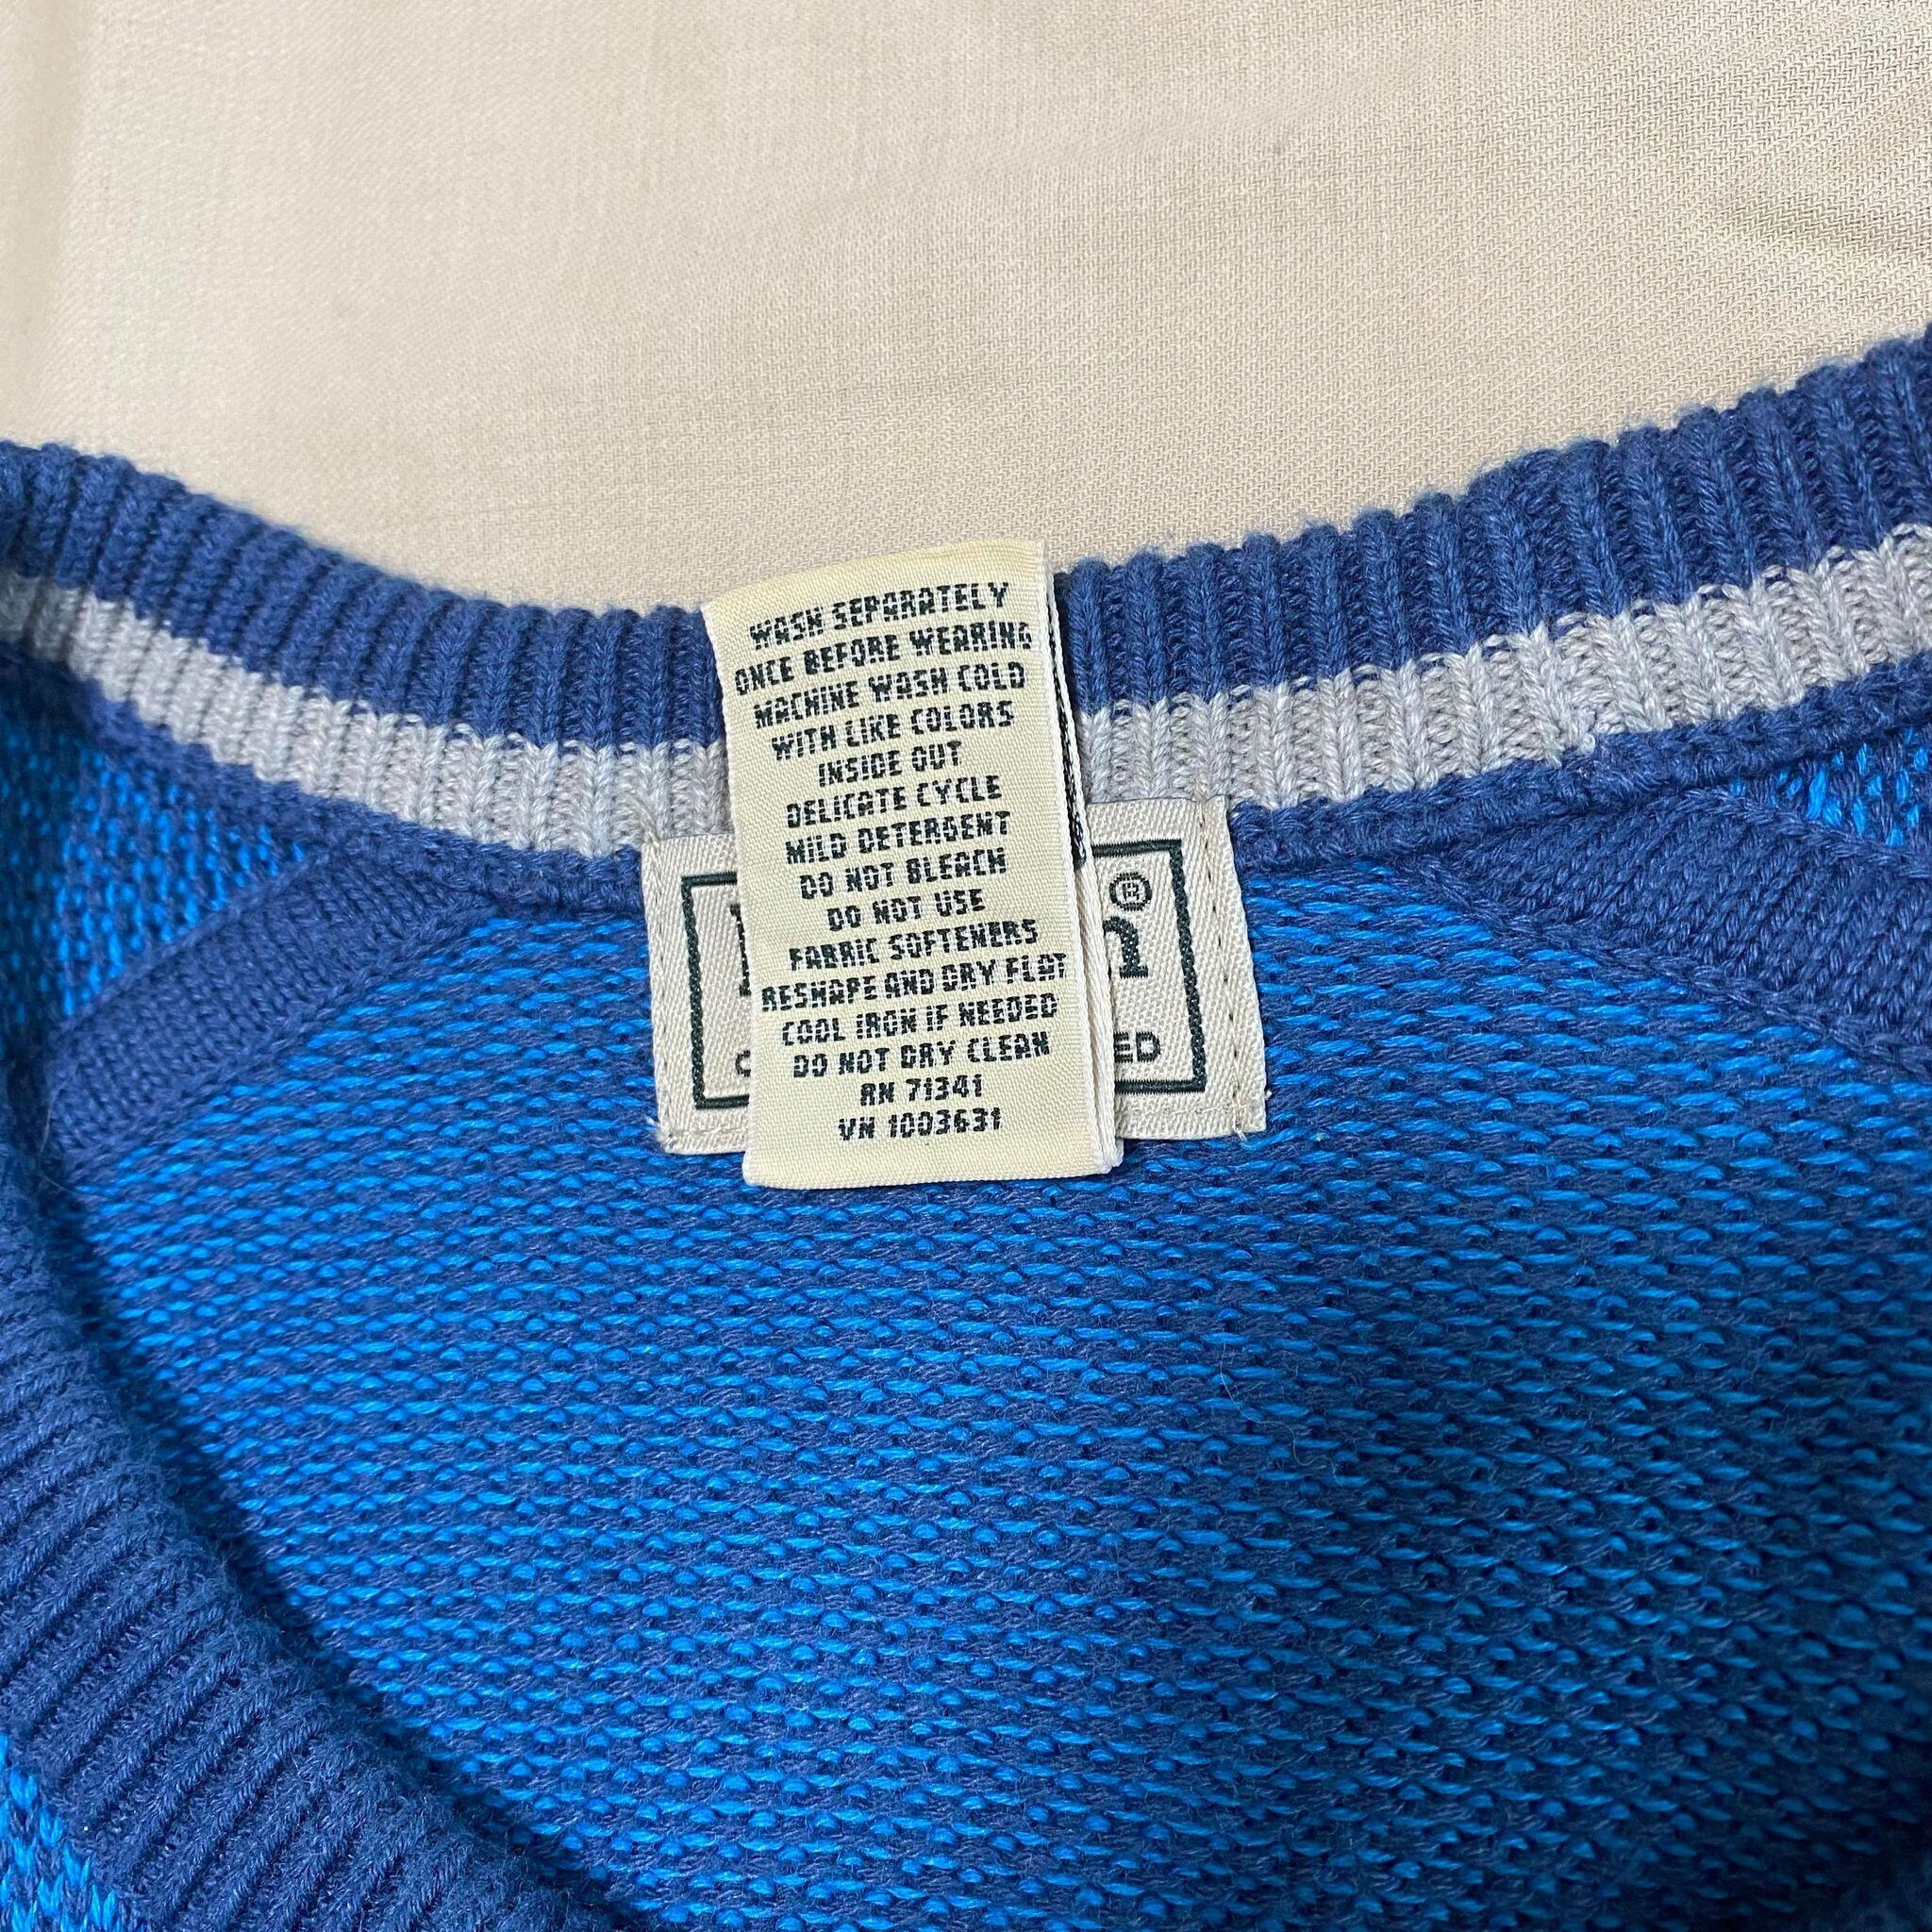 WASH SEPARATELY
ONCE BEFORE WEARING
MACHINE WASH COLD
WITH LIKE COLORS
INSIDE OUT
DELICATE CYCLE
MILD DETERGENT
DO NOT BLEACH
DO NOT USE
FABRIC SOFTENERS
RESHAPE AND DRY FLAT
COOL IRON IF NEEDED
DO NOT DRY CLEAN
RN 71341
VN 1003631